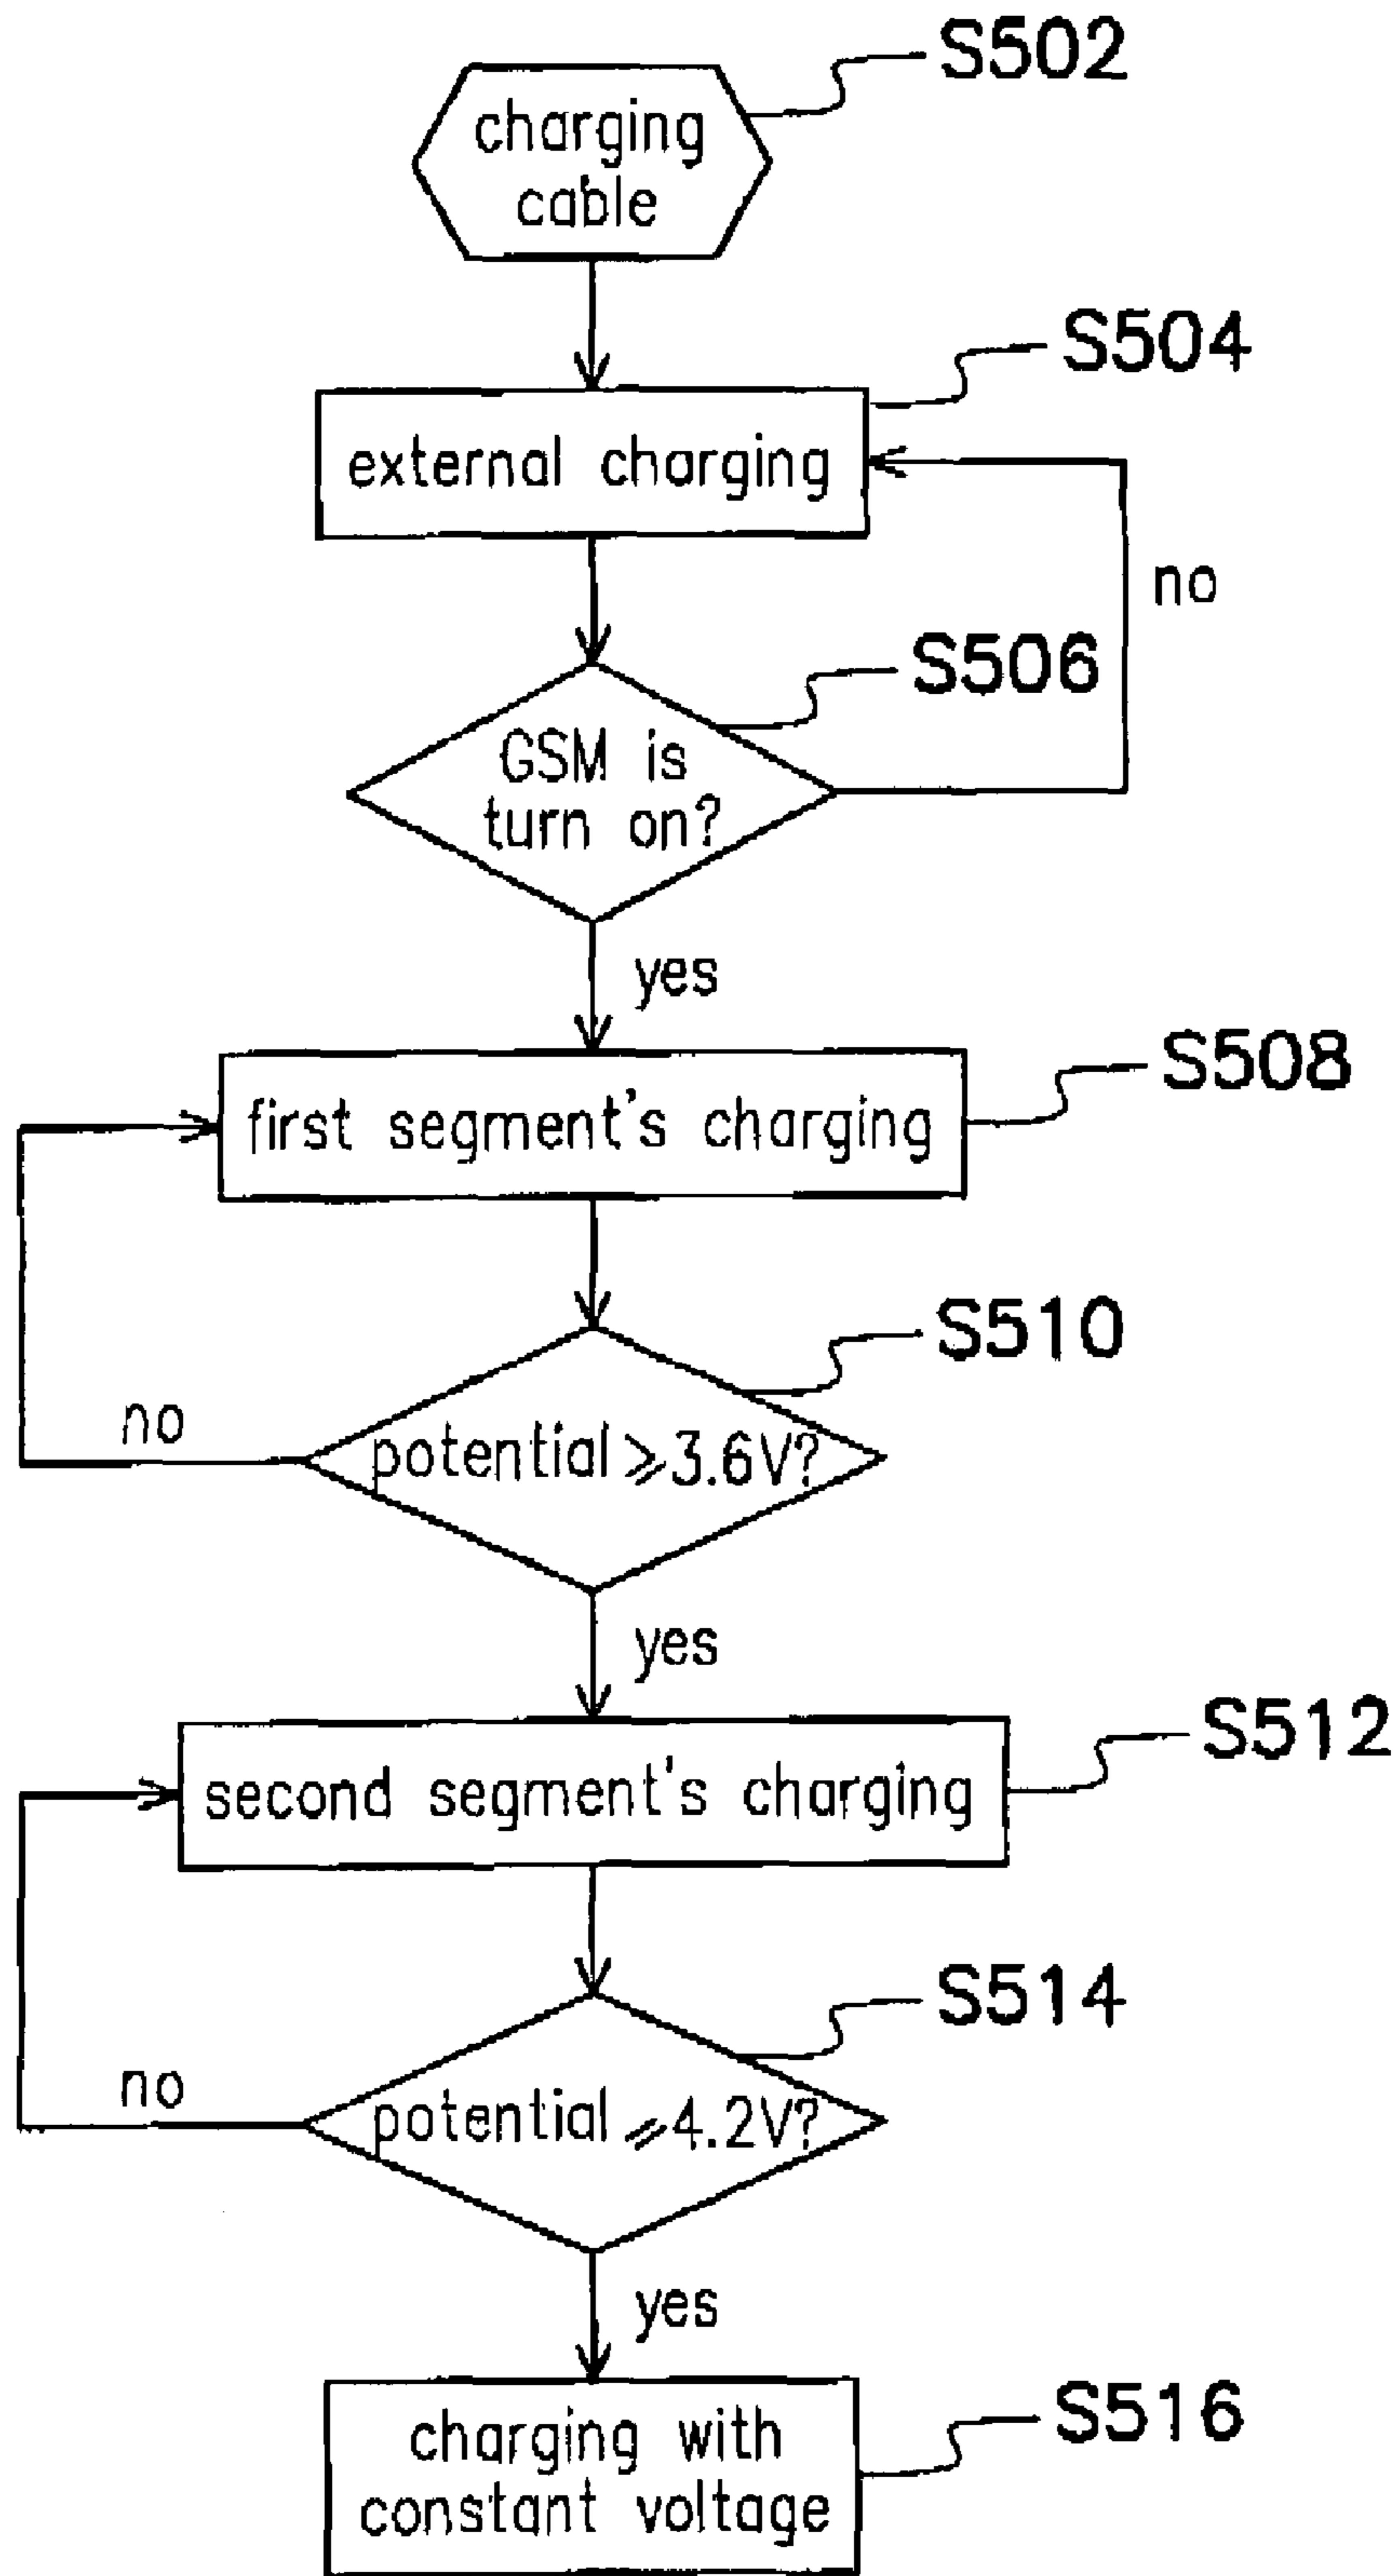 S502
charging
cable
S504
external charging
no
S506
GSM is
turn on?
yes
S508
first segment's charging
S510
no
potential ⩾ 3.6V?
yes
S512
second segment's charging
S514
no
potential ⩾ 4.2V?
yes
S516
charging with
constant voltage